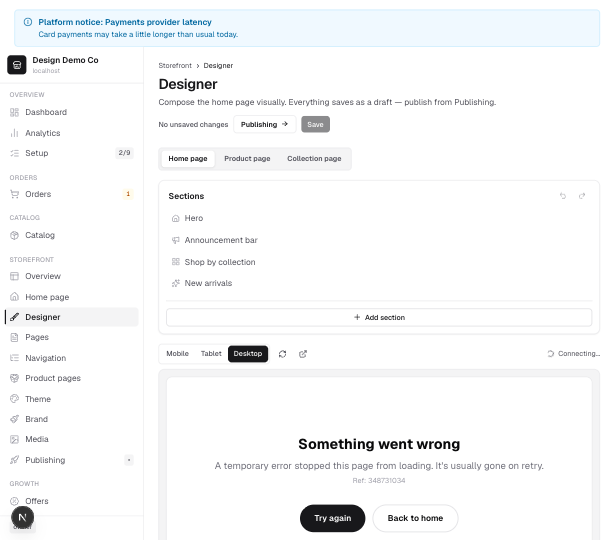 Platform notice: Payments provider latency
Card payments may take a little longer than usual today.
Design Demo Co
localhost
OVERVIEW
Dashboard
Analytics
Setup 2/9
ORDERS
Orders 1
CATALOG
Catalog
STOREFRONT
Overview
Home page
Designer
Pages
Navigation
Product pages
Theme
Brand
Media
Publishing
GROWTH
Offers
N
Storefront › Designer
Designer
Compose the home page visually. Everything saves as a draft — publish from Publishing.
No unsaved changes Publishing → Save
Home page Product page Collection page
Sections
Hero
Announcement bar
Shop by collection
New arrivals
+ Add section
Mobile Tablet Desktop Connecting...
Something went wrong
A temporary error stopped this page from loading. It's usually gone on retry.
Ref: 348731034
Try again Back to home